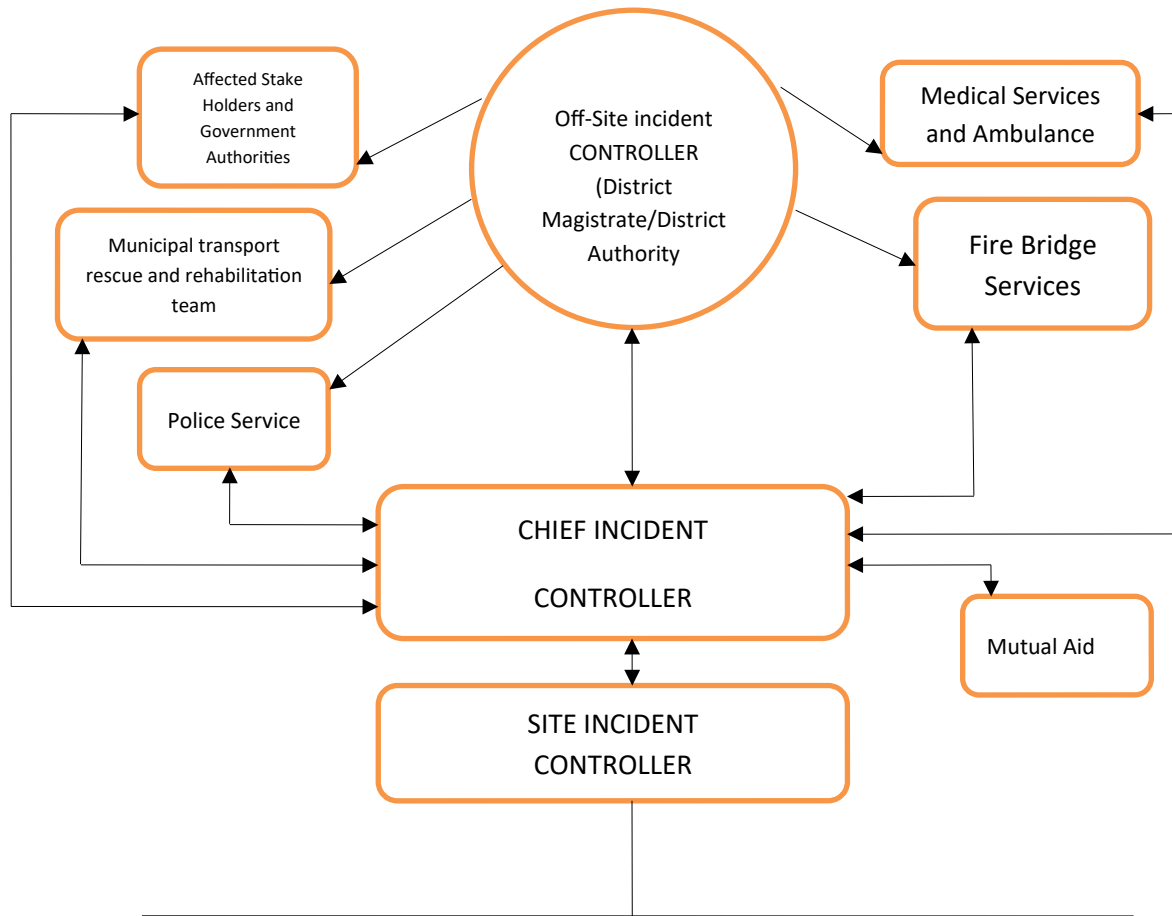 Affected Stake
Holders and
Government
Authorities
Off-Site incident
CONTROLLER
(District
Magistrate/District
Authority
Medical Services
and Ambulance
Municipal transport
rescue and rehabilitation
team
Fire Bridge
Services
Police Service
CHIEF INCIDENT
CONTROLLER
Mutual Aid
SITE INCIDENT
CONTROLLER